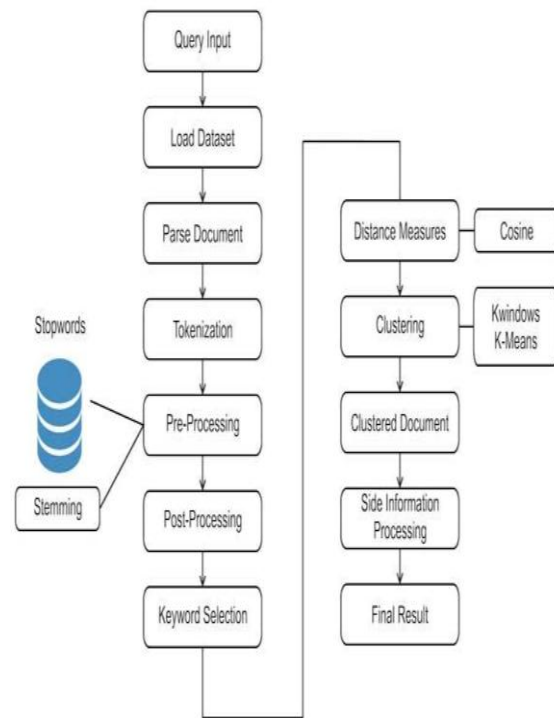 Query Input
Load Dataset
Parse Document
Tokenization
Stopwords
Pre-Processing
Stemming
Post-Processing
Keyword Selection
Distance Measures
Cosine
Clustering
Kwindows
K-Means
Clustered Document
Side Information
Processing
Final Result